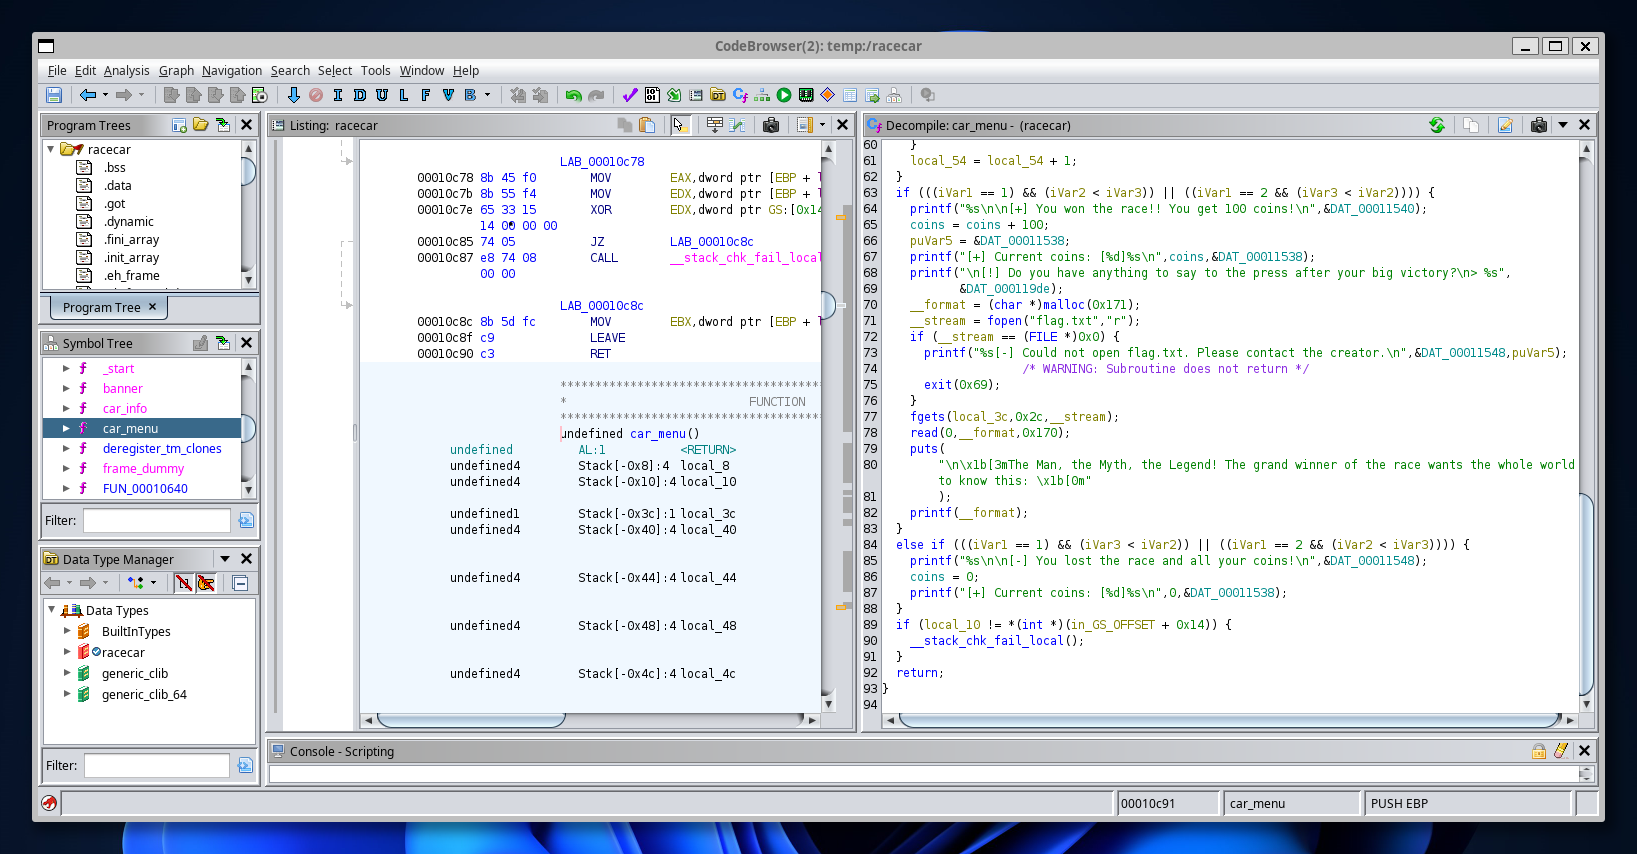 CodeBrowser(2): temp:/racecar
File Edit Analysis Graph Navigation Search Select Tools Window Help
I D U L F V B
Program Trees
racecar
.bss
.data
.got
.dynamic
.fini_array
.init_array
.eh_frame
Program Tree
Symbol Tree
_start
banner
car_info
car_menu
deregister_tm_clones
frame_dummy
FUN_00010640
Filter:
Data Type Manager
Data Types
BuiltInTypes
racecar
generic_clib
generic_clib_64
Filter:
Listing: racecar
LAB_00010c78
00010c78 8b 45 f0 MOV EAX,dword ptr [EBP +
00010c7b 8b 55 f4 MOV EDX,dword ptr [EBP +
00010c7e 65 33 15 XOR EDX,dword ptr GS:[0x14
14 00 00 00
00010c85 74 05 JZ LAB_00010c8c
00010c87 e8 74 08 CALL __stack_chk_fail_local
00 00
LAB_00010c8c
00010c8c 8b 5d fc MOV EBX,dword ptr [EBP +
00010c8f c9 LEAVE
00010c90 c3 RET
* FUNCTION
undefined car_menu()
undefined AL:1 <RETURN>
undefined4 Stack[-0x8]:4 local_8
undefined4 Stack[-0x10]:4 local_10
undefined1 Stack[-0x3c]:1 local_3c
undefined4 Stack[-0x40]:4 local_40
undefined4 Stack[-0x44]:4 local_44
undefined4 Stack[-0x48]:4 local_48
undefined4 Stack[-0x4c]:4 local_4c
Decompile: car_menu - (racecar)
60 }
61 local_54 = local_54 + 1;
62 }
63 if (((iVar1 == 1) && (iVar2 < iVar3)) || ((iVar1 == 2 && (iVar3 < iVar2)))) {
64 printf("%s\n\n[+] You won the race!! You get 100 coins!\n",&DAT_00011540);
65 coins = coins + 100;
66 puVar5 = &DAT_00011538;
67 printf("[+] Current coins: [%d]%s\n",coins,&DAT_00011538);
68 printf("\n[!] Do you have anything to say to the press after your big victory?\n> %s",
69 &DAT_000119de);
70 __format = (char *)malloc(0x171);
71 __stream = fopen("flag.txt","r");
72 if (__stream == (FILE *)0x0) {
73 printf("%s[-] Could not open flag.txt. Please contact the creator.\n",&DAT_00011548,puVar5);
74 /* WARNING: Subroutine does not return */
75 exit(0x69);
76 }
77 fgets(local_3c,0x2c,__stream);
78 read(0,__format,0x170);
79 puts(
80 "\n\x1b[3mThe Man, the Myth, the Legend! The grand winner of the race wants the whole world
to know this: \x1b[0m"
81 );
82 printf(__format);
83 }
84 else if (((iVar1 == 1) && (iVar3 < iVar2)) || ((iVar1 == 2 && (iVar2 < iVar3)))) {
85 printf("%s\n\n[-] You lost the race and all your coins!\n",&DAT_00011548);
86 coins = 0;
87 printf("[+] Current coins: [%d]%s\n",0,&DAT_00011538);
88 }
89 if (local_10 != *(int *)(in_GS_OFFSET + 0x14)) {
90 __stack_chk_fail_local();
91 }
92 return;
93 }
94
Console - Scripting
00010c91 car_menu PUSH EBP